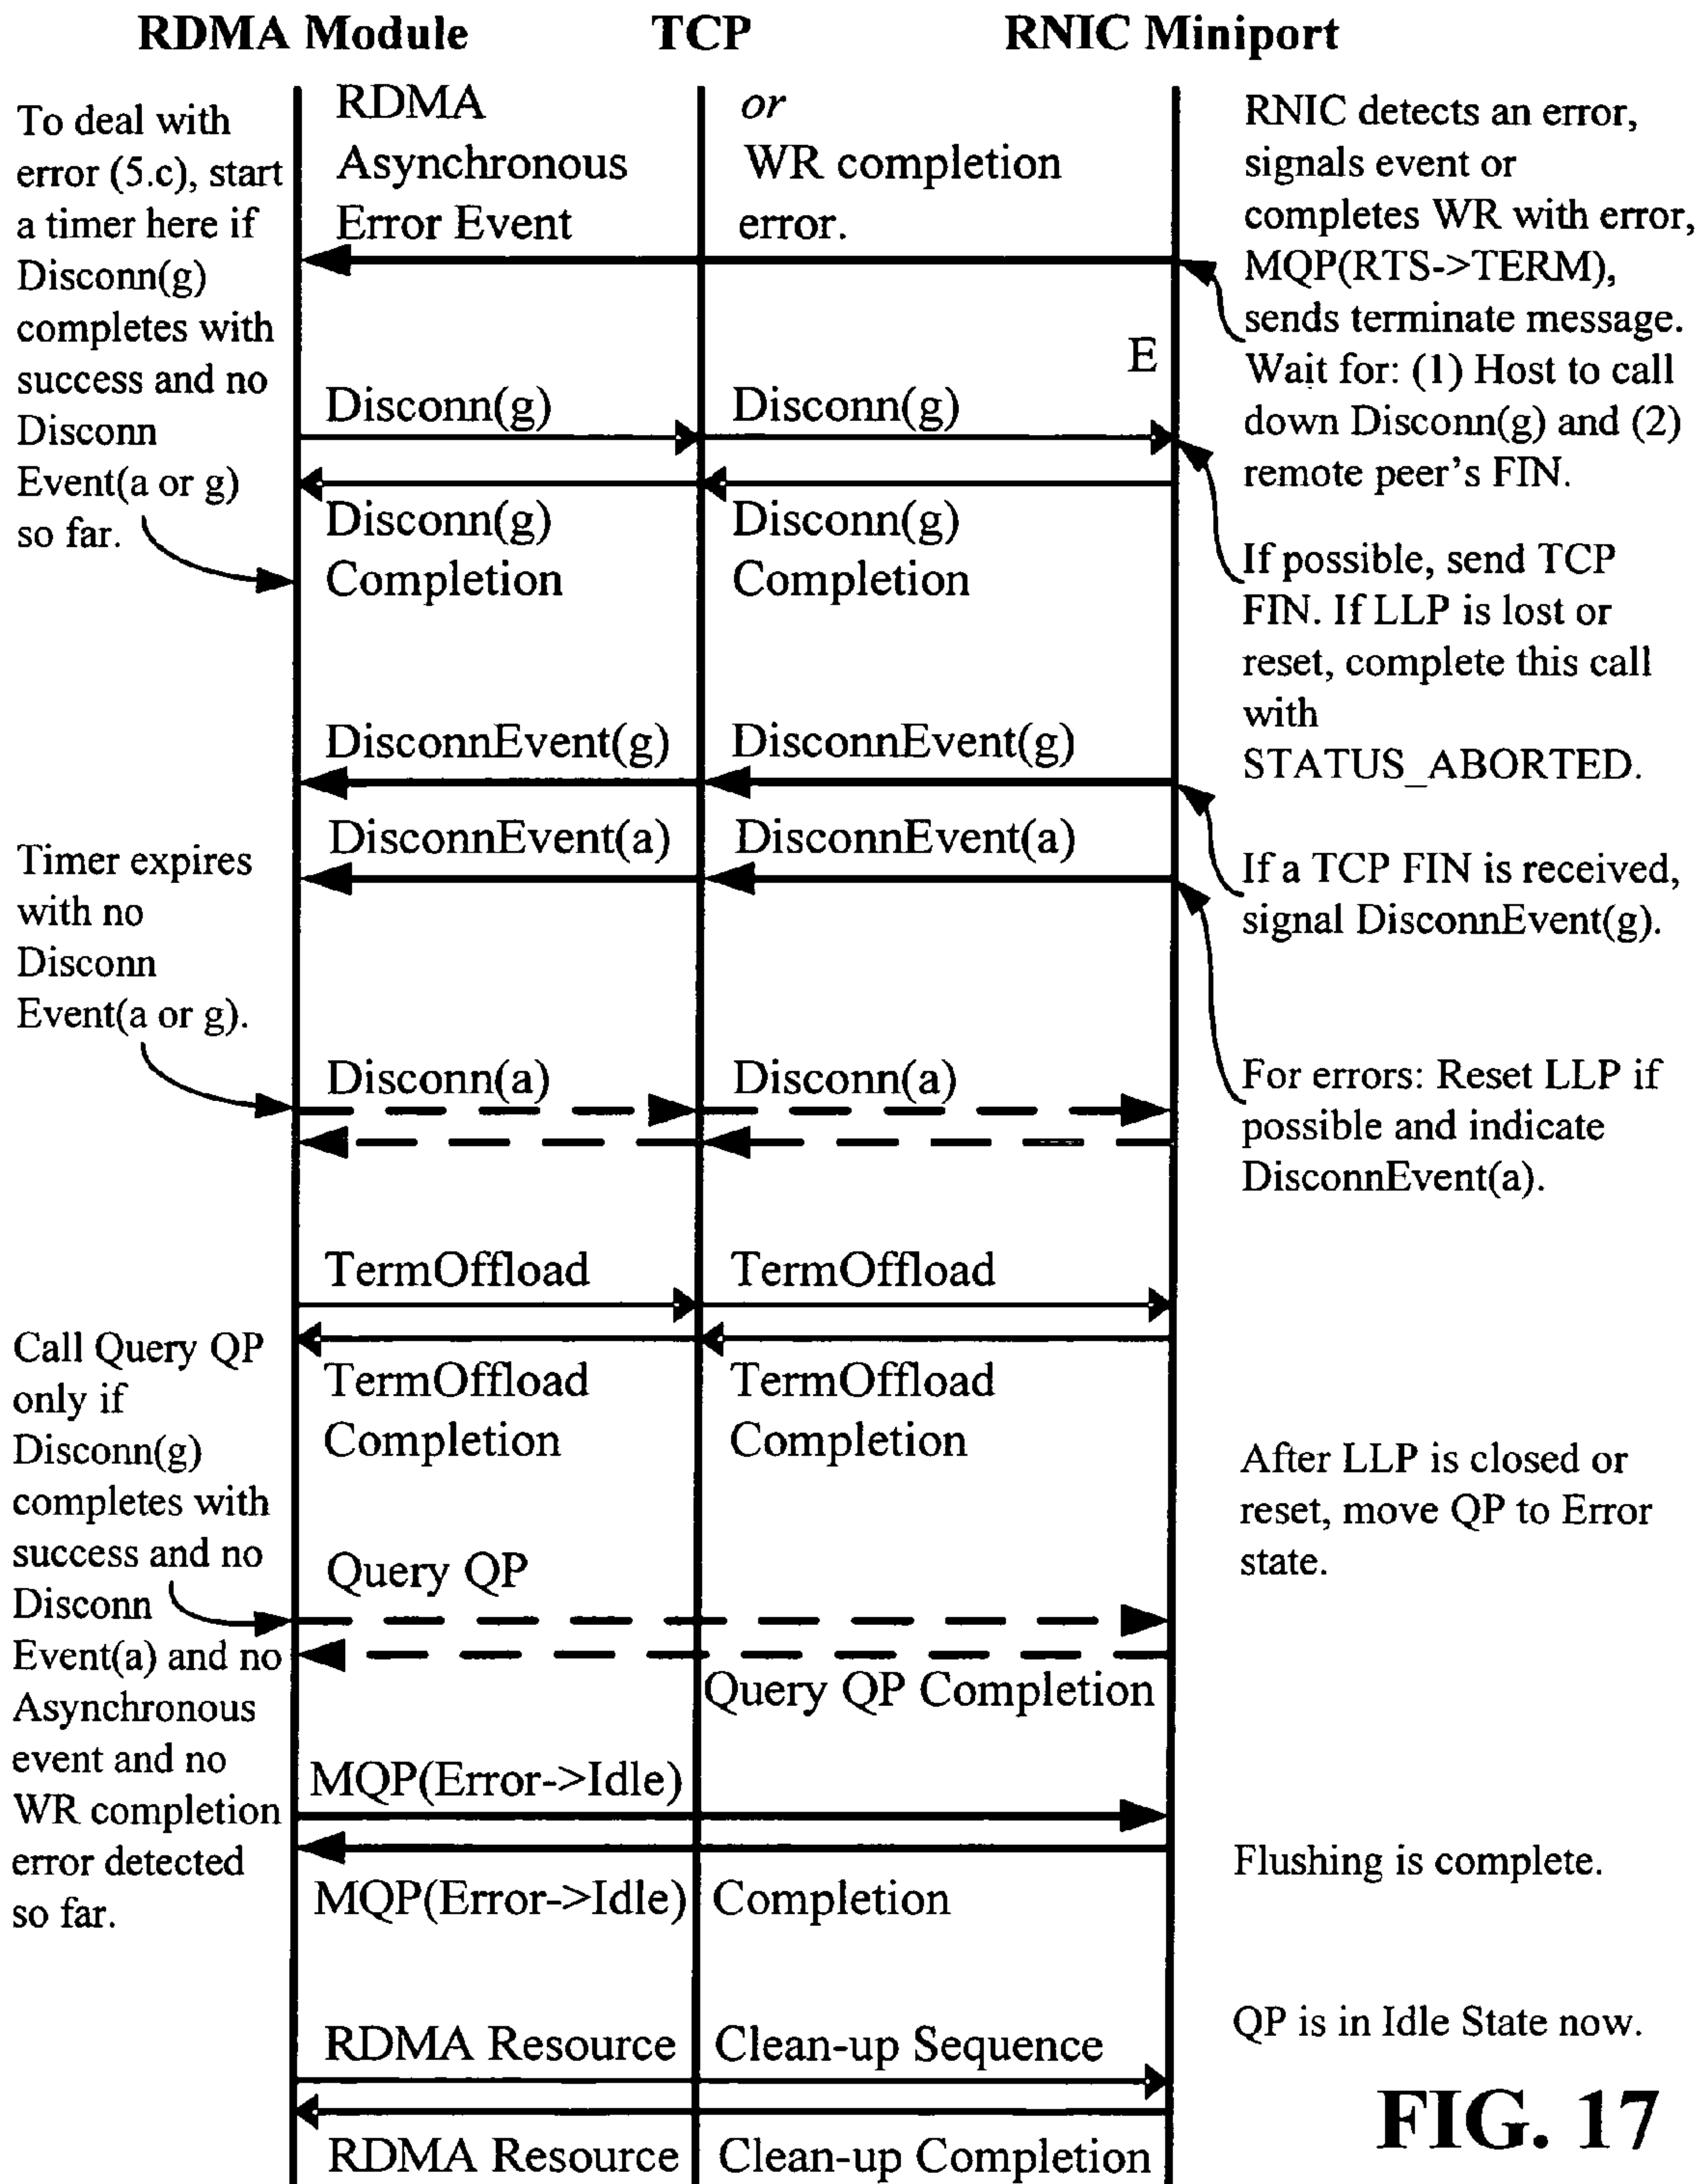 RDMA Module TCP RNIC Miniport
To deal with
error (5.c), start
a timer here if
Disconn(g)
completes with
success and no
Disconn
Event(a or g)
so far.
RDMA
Asynchronous
Error Event
or
WR completion
error.
RNIC detects an error,
signals event or
completes WR with error,
MQP(RTS->TERM),
sends terminate message.
Wait for: (1) Host to call
down Disconn(g) and (2)
remote peer's FIN.
E
Disconn(g) Disconn(g)
Disconn(g)
Completion
Disconn(g)
Completion
If possible, send TCP
FIN. If LLP is lost or
reset, complete this call
with
STATUS_ABORTED.
DisconnEvent(g) DisconnEvent(g)
DisconnEvent(a) DisconnEvent(a)
If a TCP FIN is received,
signal DisconnEvent(g).
Timer expires
with no
Disconn
Event(a or g).
Disconn(a) Disconn(a)
For errors: Reset LLP if
possible and indicate
DisconnEvent(a).
TermOffload TermOffload
TermOffload
Completion
TermOffload
Completion
Call Query QP
only if
Disconn(g)
completes with
success and no
Disconn
Event(a) and no
Asynchronous
event and no
WR completion
error detected
so far.
After LLP is closed or
reset, move QP to Error
state.
Query QP
Query QP Completion
MQP(Error->Idle)
MQP(Error->Idle) Completion
Flushing is complete.
QP is in Idle State now.
RDMA Resource Clean-up Sequence
RDMA Resource Clean-up Completion
FIG. 17